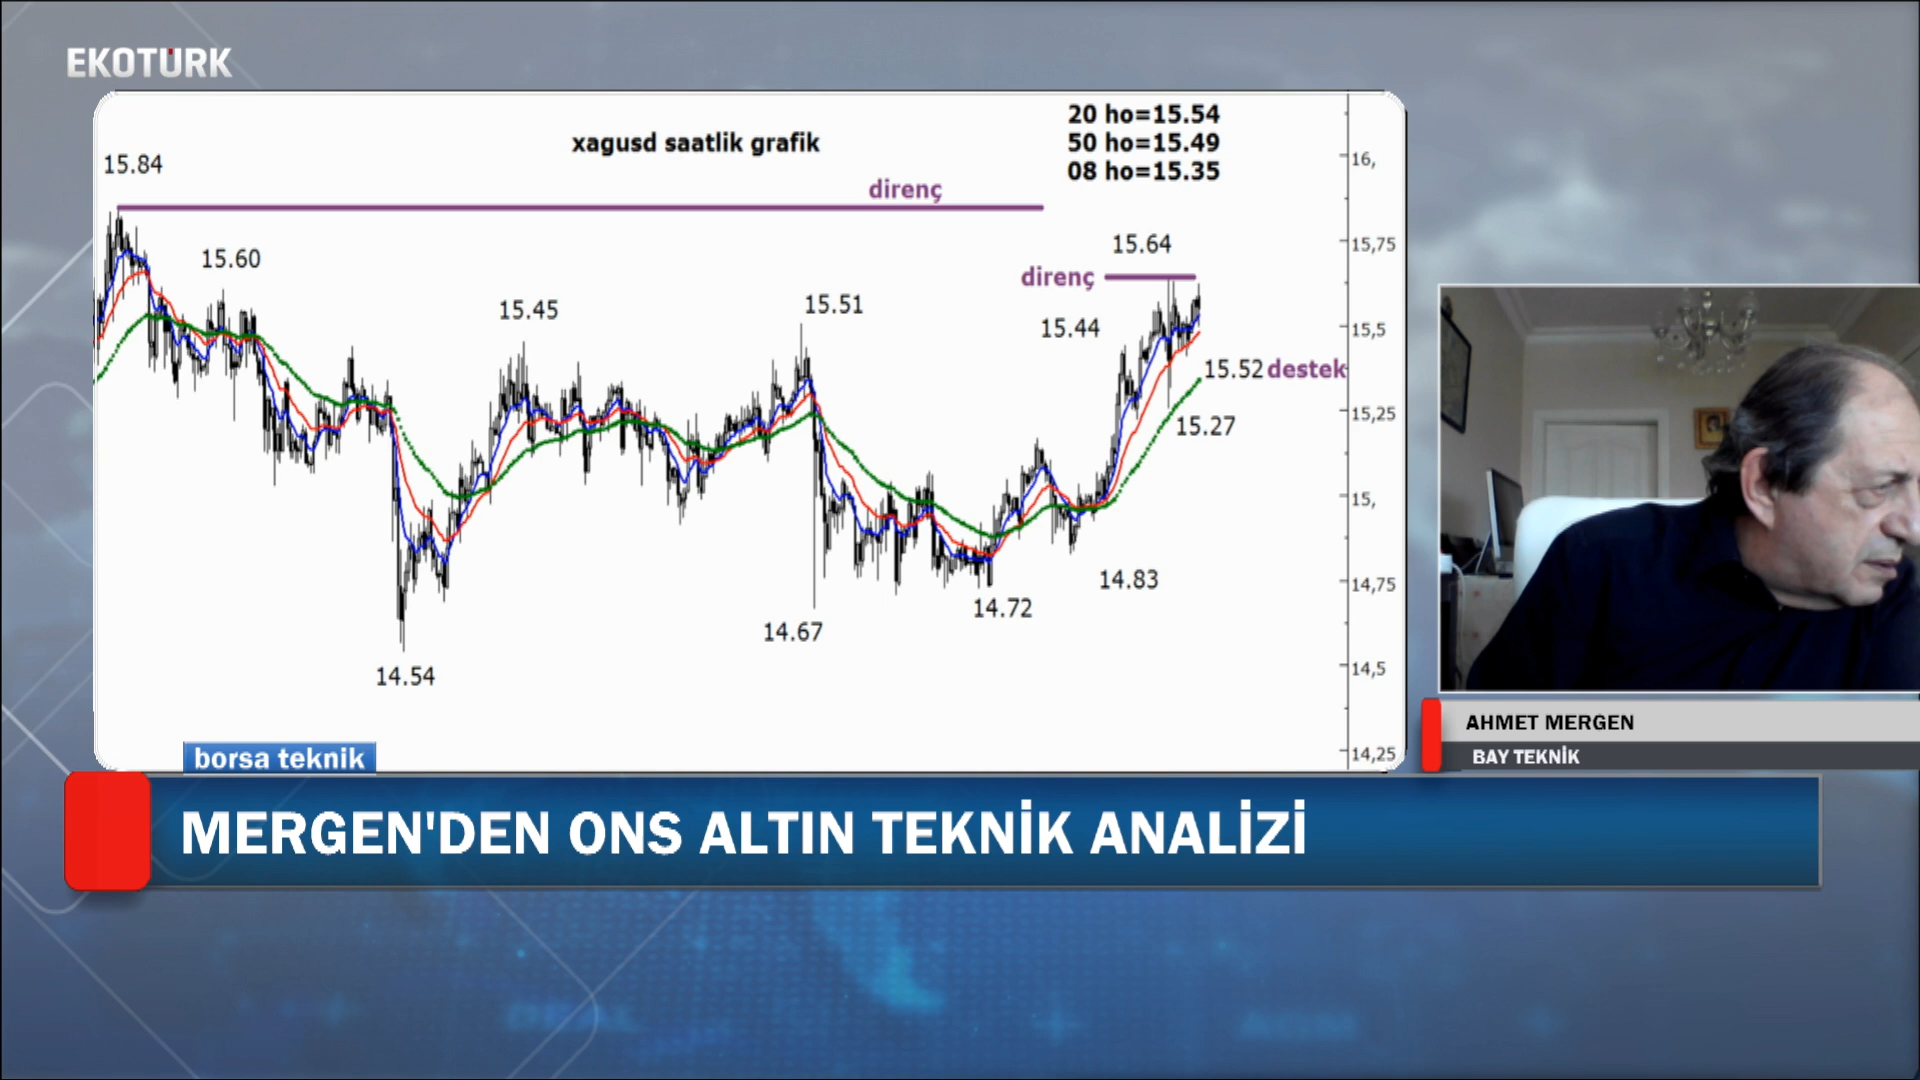 EKOTÜRK
xagusd saatlik grafik
20 ho=15.54
50 ho=15.49
08 ho=15.35
15.84
direnç
15.60
15.45
15.51
15.64
direnç
15.44
15.52 destek
15.27
14.83
14.72
14.67
14.54
16,
15,75
15,5
15,25
15,
14,75
14,5
14,25
borsa teknik
AHMET MERGEN
BAY TEKNİK
MERGEN'DEN ONS ALTIN TEKNİK ANALİZİ